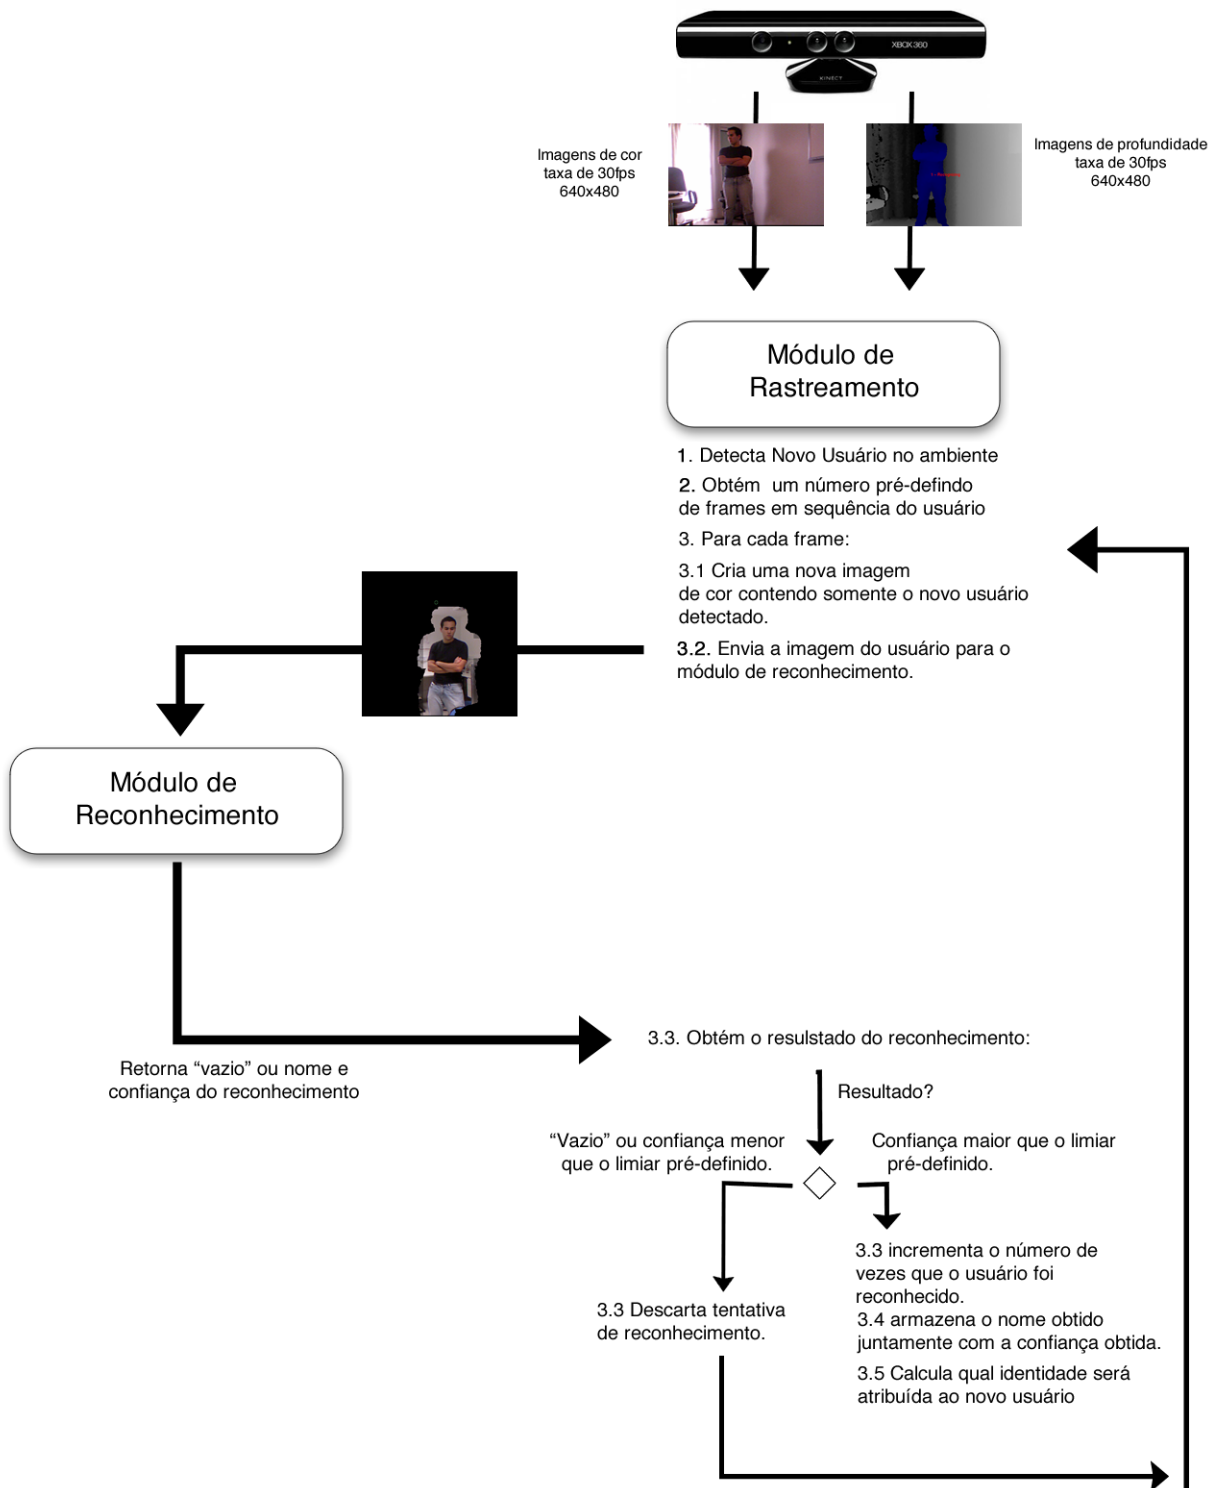 XBOX 360
KINECT
Imagens de cor
taxa de 30fps
640x480
Imagens de profundidade
taxa de 30fps
640x480
Módulo de
Rastreamento
1. Detecta Novo Usuário no ambiente
2. Obtém um número pré-defindo
de frames em sequência do usuário
3. Para cada frame:
3.1 Cria uma nova imagem
de cor contendo somente o novo usuário
detectado.
3.2. Envia a imagem do usuário para o
módulo de reconhecimento.
Módulo de
Reconhecimento
Retorna “vazio” ou nome e
confiança do reconhecimento
3.3. Obtém o resulstado do reconhecimento:
Resultado?
“Vazio” ou confiança menor
que o limiar pré-definido.
Confiança maior que o limiar
pré-definido.
3.3 Descarta tentativa
de reconhecimento.
3.3 incrementa o número de
vezes que o usuário foi
reconhecido.
3.4 armazena o nome obtido
juntamente com a confiança obtida.
3.5 Calcula qual identidade será
atribuída ao novo usuário